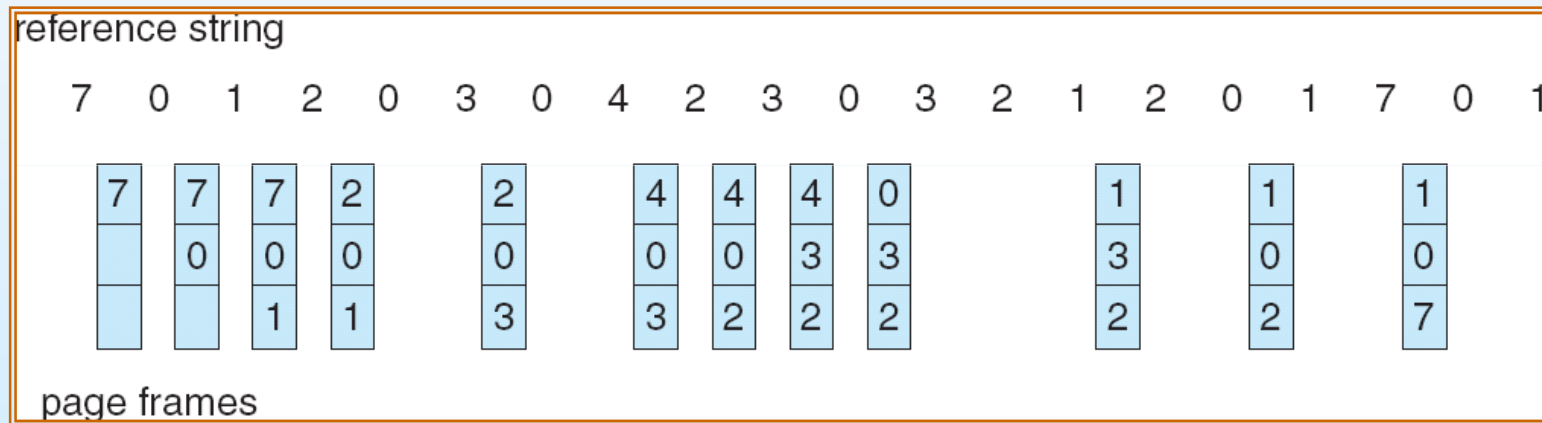 reference string
7 0 1 2 0 3 0 4 2 3 0 3 2 1 2 0 1 7 0 1
7 7 7 2 2 4 4 4 0 1 1 1
0 0 0 0 0 0 3 3 3 0 0
1 1 3 3 2 2 2 2 2 7
page frames